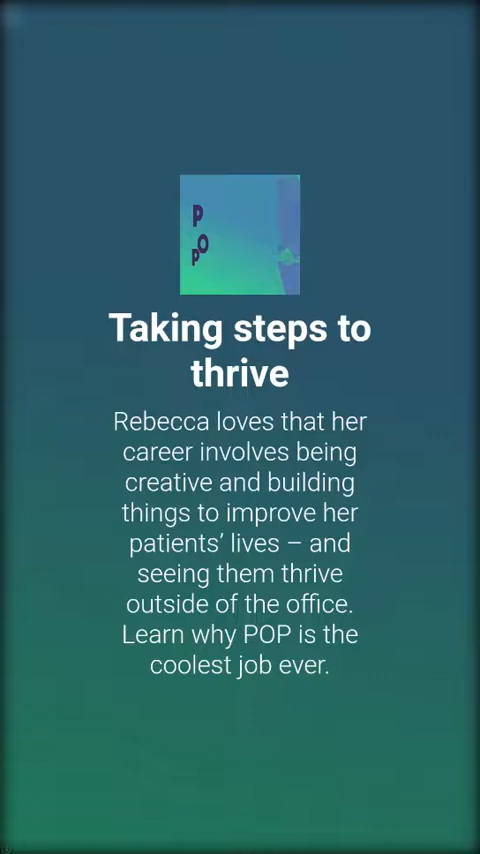 P
O
P
Taking steps to
thrive
Rebecca loves that her
career involves being
creative and building
things to improve her
patients’ lives – and
seeing them thrive
outside of the office.
Learn why POP is the
coolest job ever.